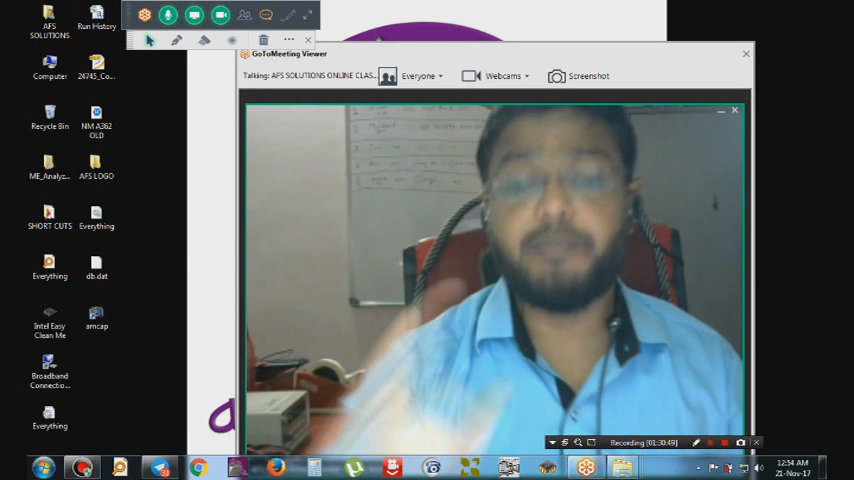 AFS
SOLUTIONS
Run History
Computer
24745_Co...
Recycle Bin
NM A362
OLD
ME_Analyz...
AFS LOGO
SHORT CUTS
Everything
Everything
db.dat
Intel Easy
Clean Me
amcap
Broadband
Connectio...
Everything
GoToMeeting Viewer
Talking: AFS SOLUTIONS ONLINE CLAS...
Everyone
Webcams
Screenshot
Recording [01:30:49]
12:54 AM
21-Nov-17